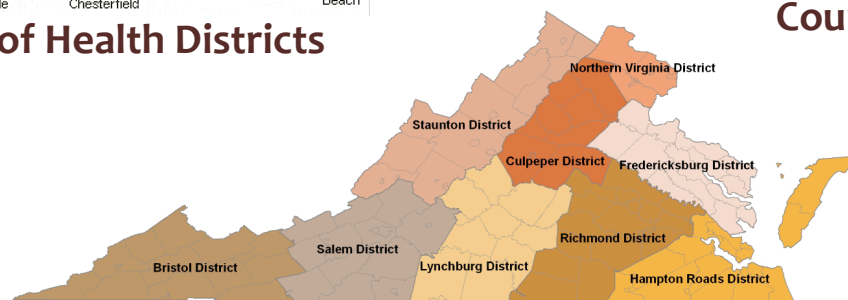 Chesterfield
Beach
Cou
of Health Districts
Northern Virginia District
Staunton District
Culpeper District
Fredericksburg District
Richmond District
Salem District
Bristol District
Lynchburg District
Hampton Roads District